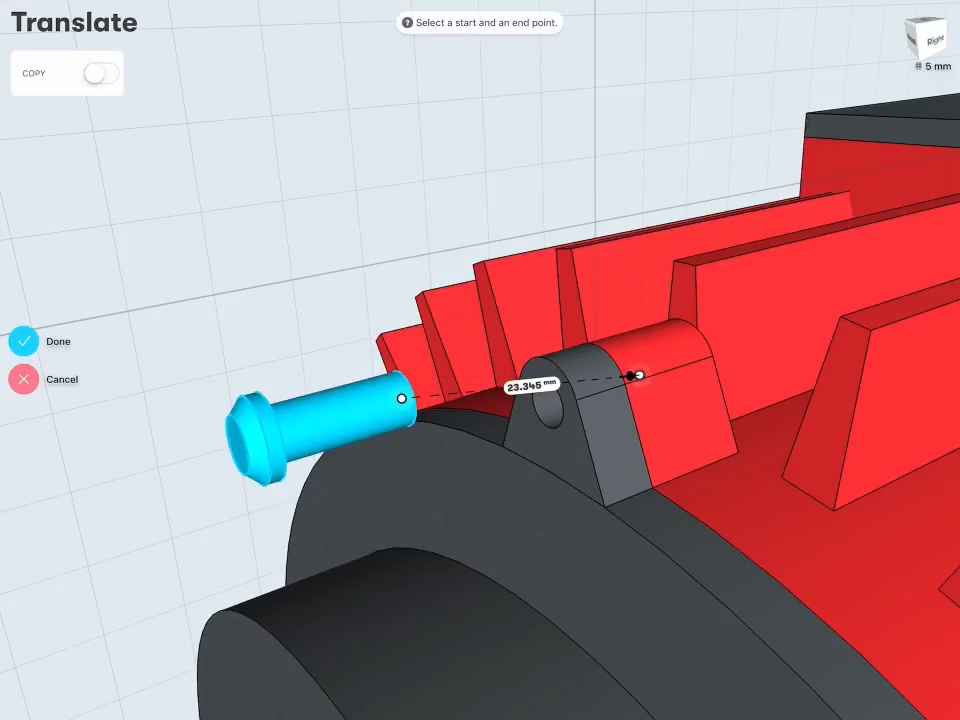 Translate
Select a start and an end point.
COPY
Right
# 5 mm
23.345 mm
Done
Cancel